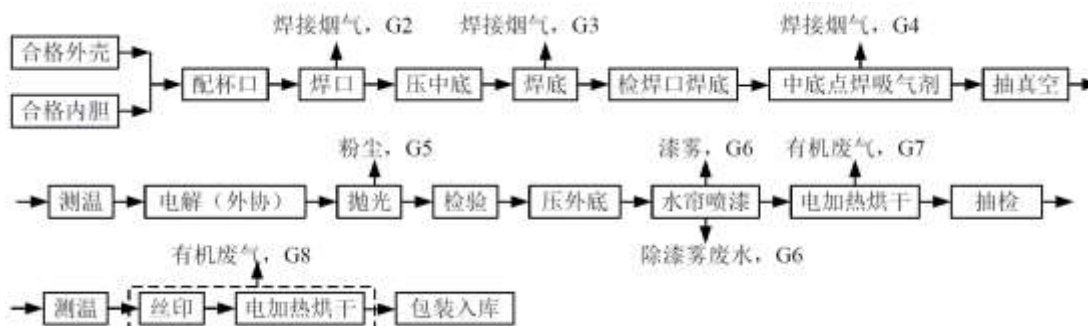 焊接烟气，G2
焊接烟气，G3
焊接烟气，G4
合格外壳
合格内胆
配杯口
焊口
压中底
焊底
检焊口焊底
中底点焊吸气剂
抽真空
粉尘，G5
漆雾，G6
有机废气，G7
测温
电解（外协）
抛光
检验
压外底
水帘喷漆
电加热烘干
抽检
除漆雾废水，G6
有机废气，G8
测温
丝印
电加热烘干
包装入库